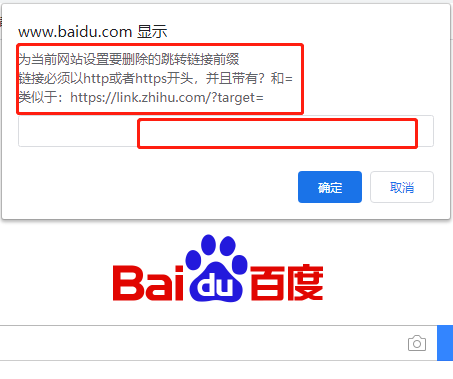 www.baidu.com 显示
为当前网站设置要删除的跳转链接前缀
链接必须以http或者https开头，并且带有？和=
类似于：https://link.zhihu.com/?target=
确定
取消
Bai du 百度